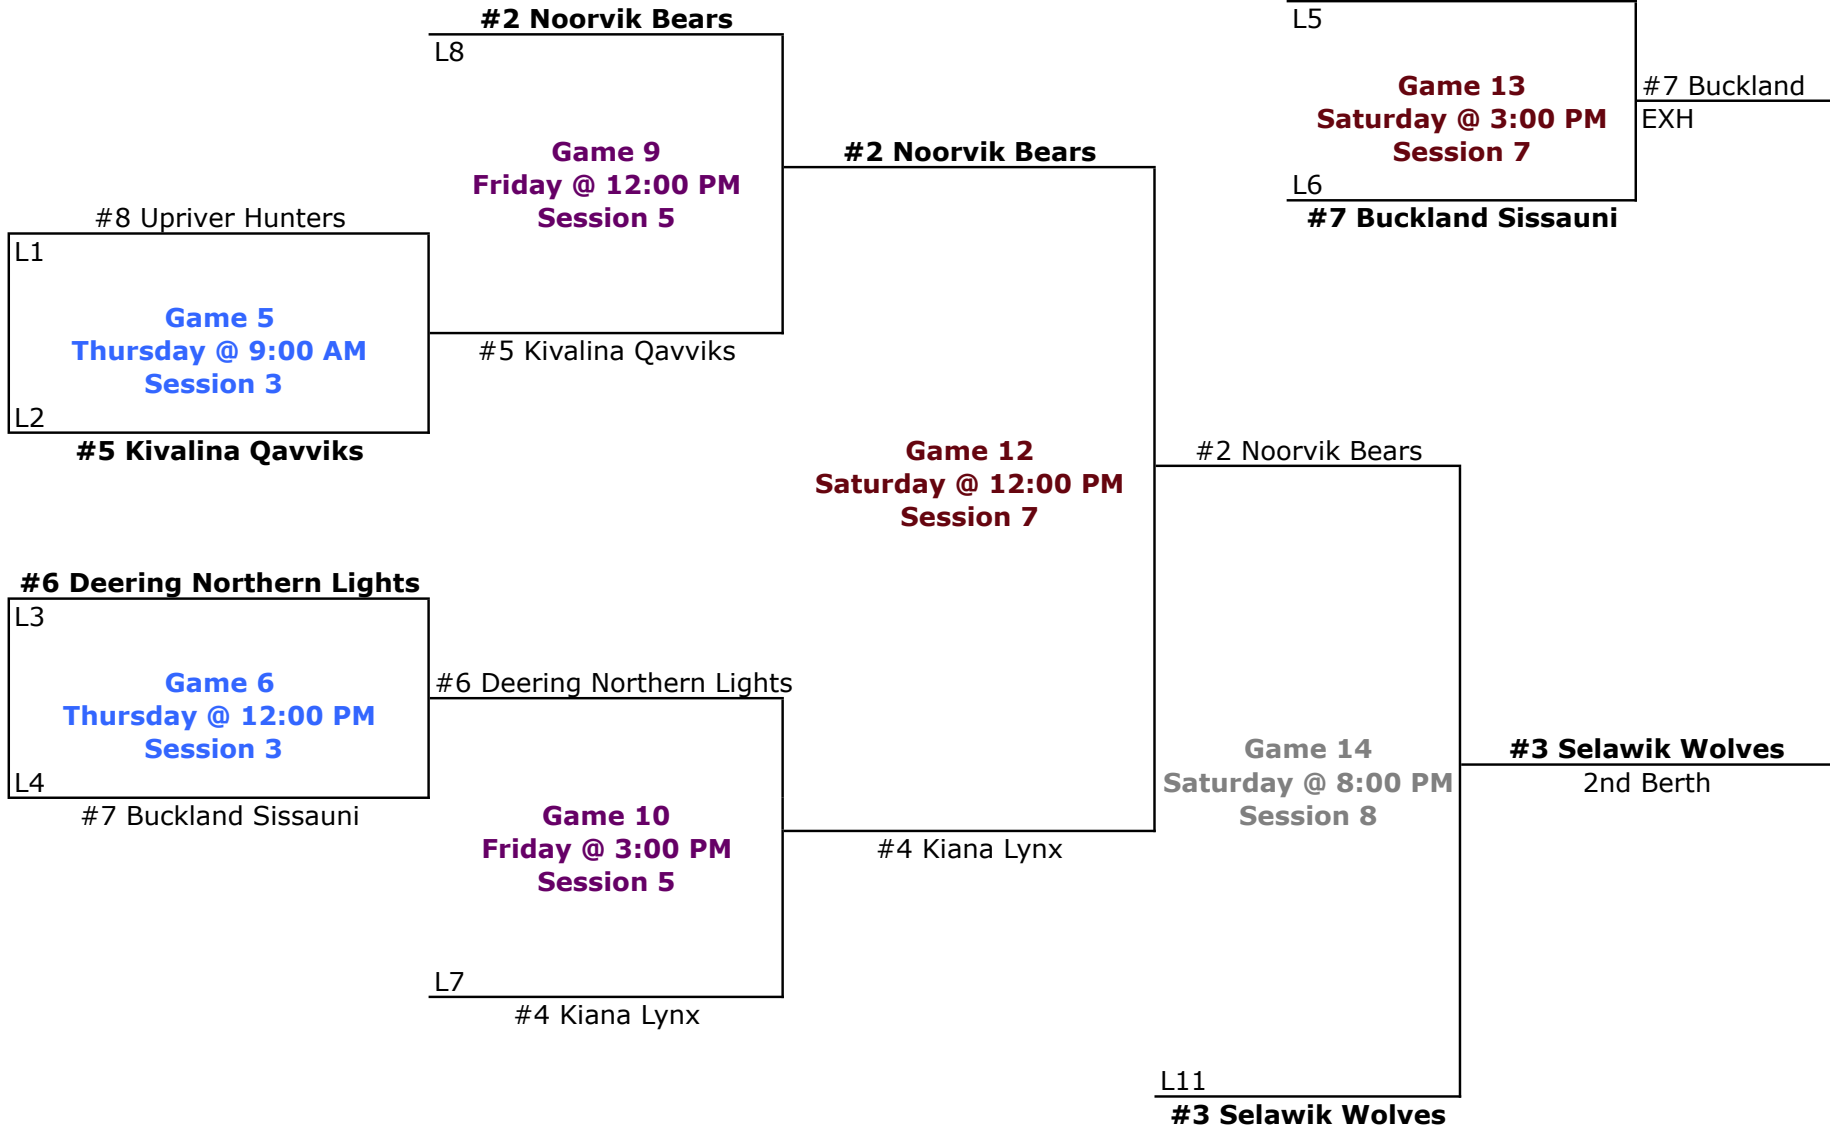 #2 Noorvik Bears
L8
Game 9
Friday @ 12:00 PM
Session 5
#5 Kivalina Qavviks
#8 Upriver Hunters
L1
Game 5
Thursday @ 9:00 AM
Session 3
L2
#5 Kivalina Qavviks
#6 Deering Northern Lights
L3
Game 6
Thursday @ 12:00 PM
Session 3
L4
#7 Buckland Sissauni
#6 Deering Northern Lights
Game 10
Friday @ 3:00 PM
Session 5
L7
#4 Kiana Lynx
#2 Noorvik Bears
Game 12
Saturday @ 12:00 PM
Session 7
#4 Kiana Lynx
L5
Game 13
Saturday @ 3:00 PM
Session 7
L6
#7 Buckland Sissauni
#7 Buckland
EXH
#2 Noorvik Bears
Game 14
Saturday @ 8:00 PM
Session 8
L11
#3 Selawik Wolves
#3 Selawik Wolves
2nd Berth